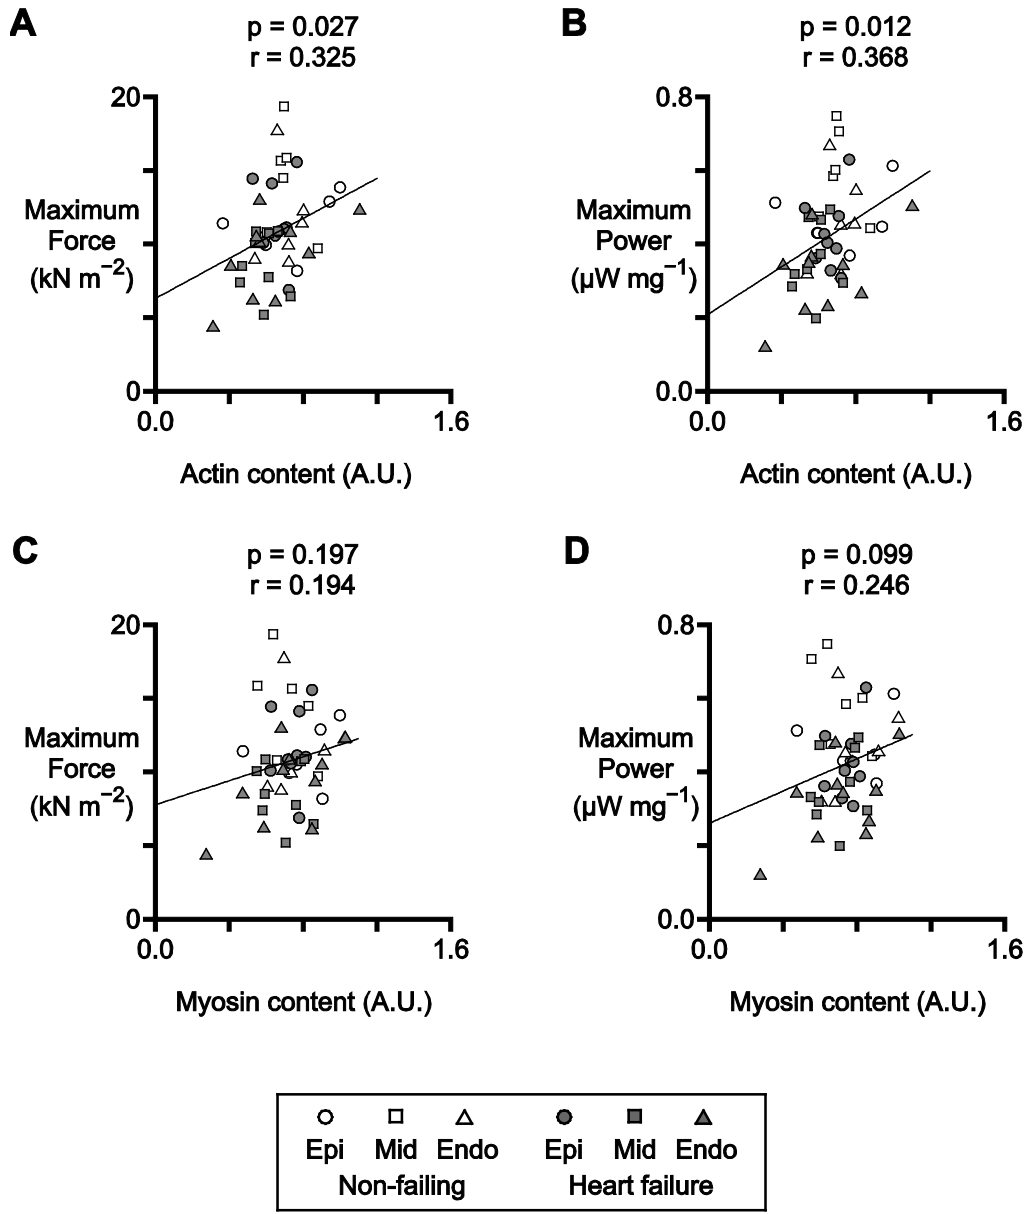 A
p = 0.027
r = 0.325
20
Maximum
Force
(kN m−2)
0
0.0
1.6
Actin content (A.U.)
B
p = 0.012
r = 0.368
0.8
Maximum
Power
(µW mg−1)
0.0
0.0
1.6
Actin content (A.U.)
C
p = 0.197
r = 0.194
20
Maximum
Force
(kN m−2)
0
0.0
1.6
Myosin content (A.U.)
D
p = 0.099
r = 0.246
0.8
Maximum
Power
(µW mg−1)
0.0
0.0
1.6
Myosin content (A.U.)
Epi Mid Endo Epi Mid Endo
Non-failing Heart failure